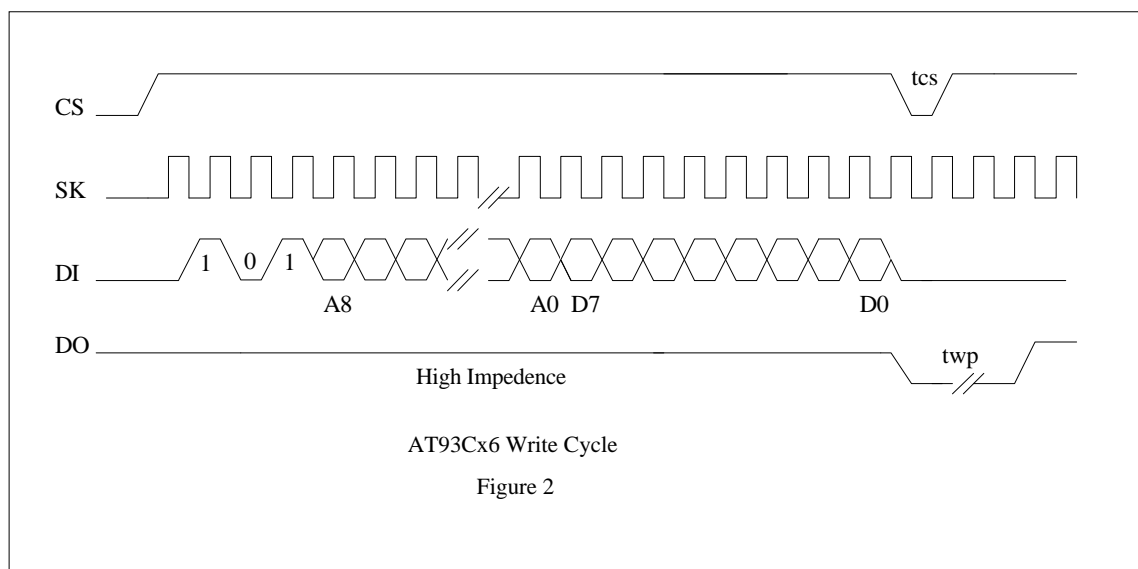 tcs
CS
SK
1 0 1
DI
A8 A0 D7 D0
DO
twp
High Impedence
AT93Cx6 Write Cycle
Figure 2